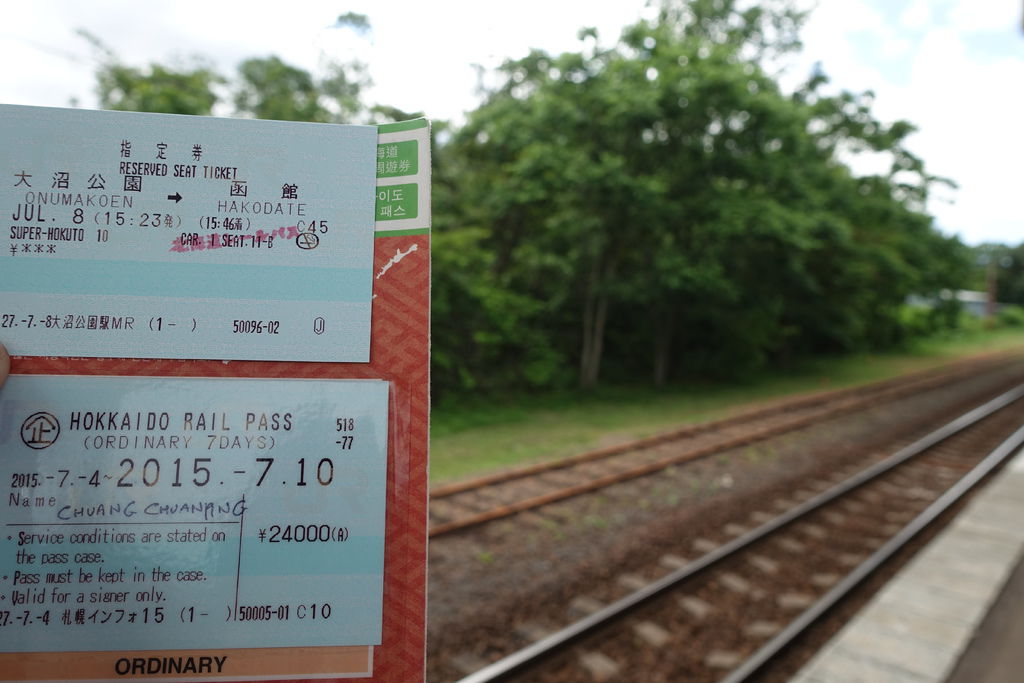 指定券
RESERVED SEAT TICKET
大沼公園 → 函館
ONUMAKOEN HAKODATE
JUL. 8 (15:23発) (15:46着) C45
SUPER-HOKUTO 10 CAR. 1 SEAT.11-B
¥***
27.-7.-8大沼公園駅MR (1- ) 50096-02
海道
周遊券
이도
패스
企 HOKKAIDO RAIL PASS 518
(ORDINARY 7DAYS) -77
2015.-7.-4~2015.-7.10
Name CHUANG CHUANPING
・Service conditions are stated on
the pass case.
¥24000(A)
・Pass must be kept in the case.
・Valid for a signer only.
27.-7.-4 札幌インフォ15 (1- ) 50005-01 C10
ORDINARY